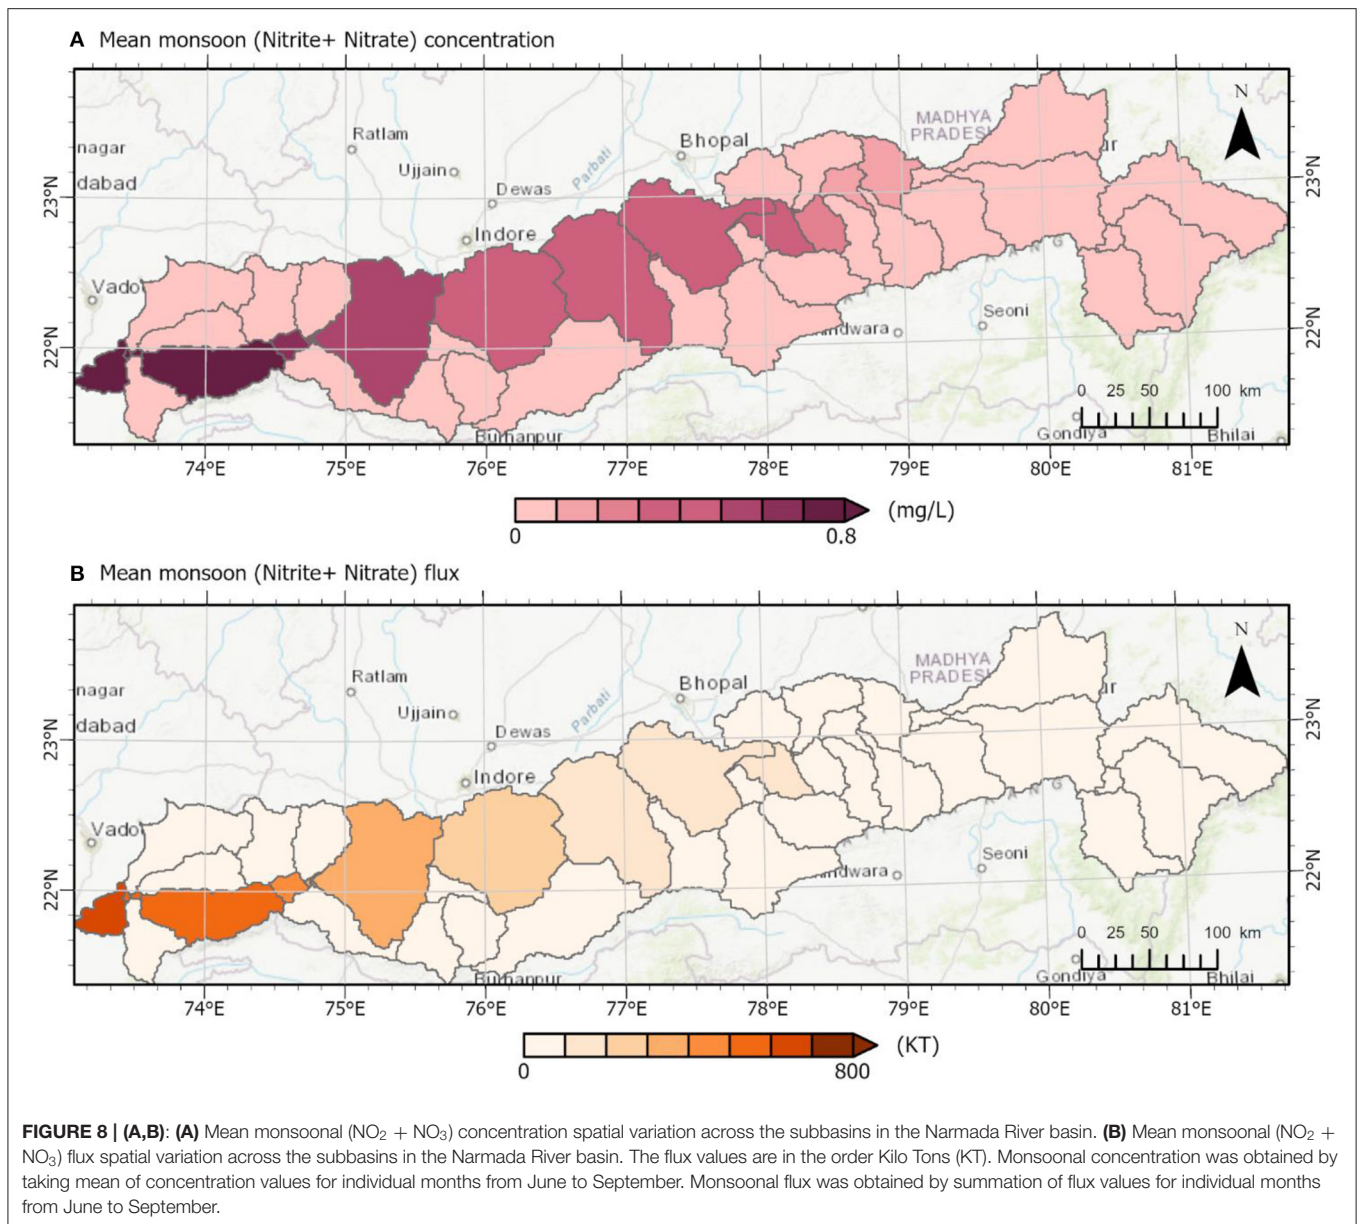 A Mean monsoon (Nitrite+ Nitrate) concentration
N
MADHYA
PRADESI
Ratlam
Bhopal
nagar
Ujjain
Parbati
dabad
Dewas
23°N
23°N
Indore
Vado
Seoni
ndwara
22°N
22°N
0 25 50 100 km
Burhanpur
Gondiya
Bhilai
G
74°E 75°E 76°E 77°E 78°E 79°E 80°E 81°E
(mg/L)
0 0.8
B Mean monsoon (Nitrite+ Nitrate) flux
N
MADHYA
PRADESI
Ratlam
Bhopal
nagar
Ujjain
Parbati
dabad
Dewas
23°N
23°N
Indore
Vado
Seoni
ndwara
22°N
22°N
0 25 50 100 km
Burhanpur
Gondiya
Bhilai
G
74°E 75°E 76°E 77°E 78°E 79°E 80°E 81°E
(KT)
0 800
FIGURE 8 | (A,B): (A) Mean monsoonal (NO₂ + NO₃) concentration spatial variation across the subbasins in the Narmada River basin. (B) Mean monsoonal (NO₂ +
NO₃) flux spatial variation across the subbasins in the Narmada River basin. The flux values are in the order Kilo Tons (KT). Monsoonal concentration was obtained by
taking mean of concentration values for individual months from June to September. Monsoonal flux was obtained by summation of flux values for individual months
from June to September.